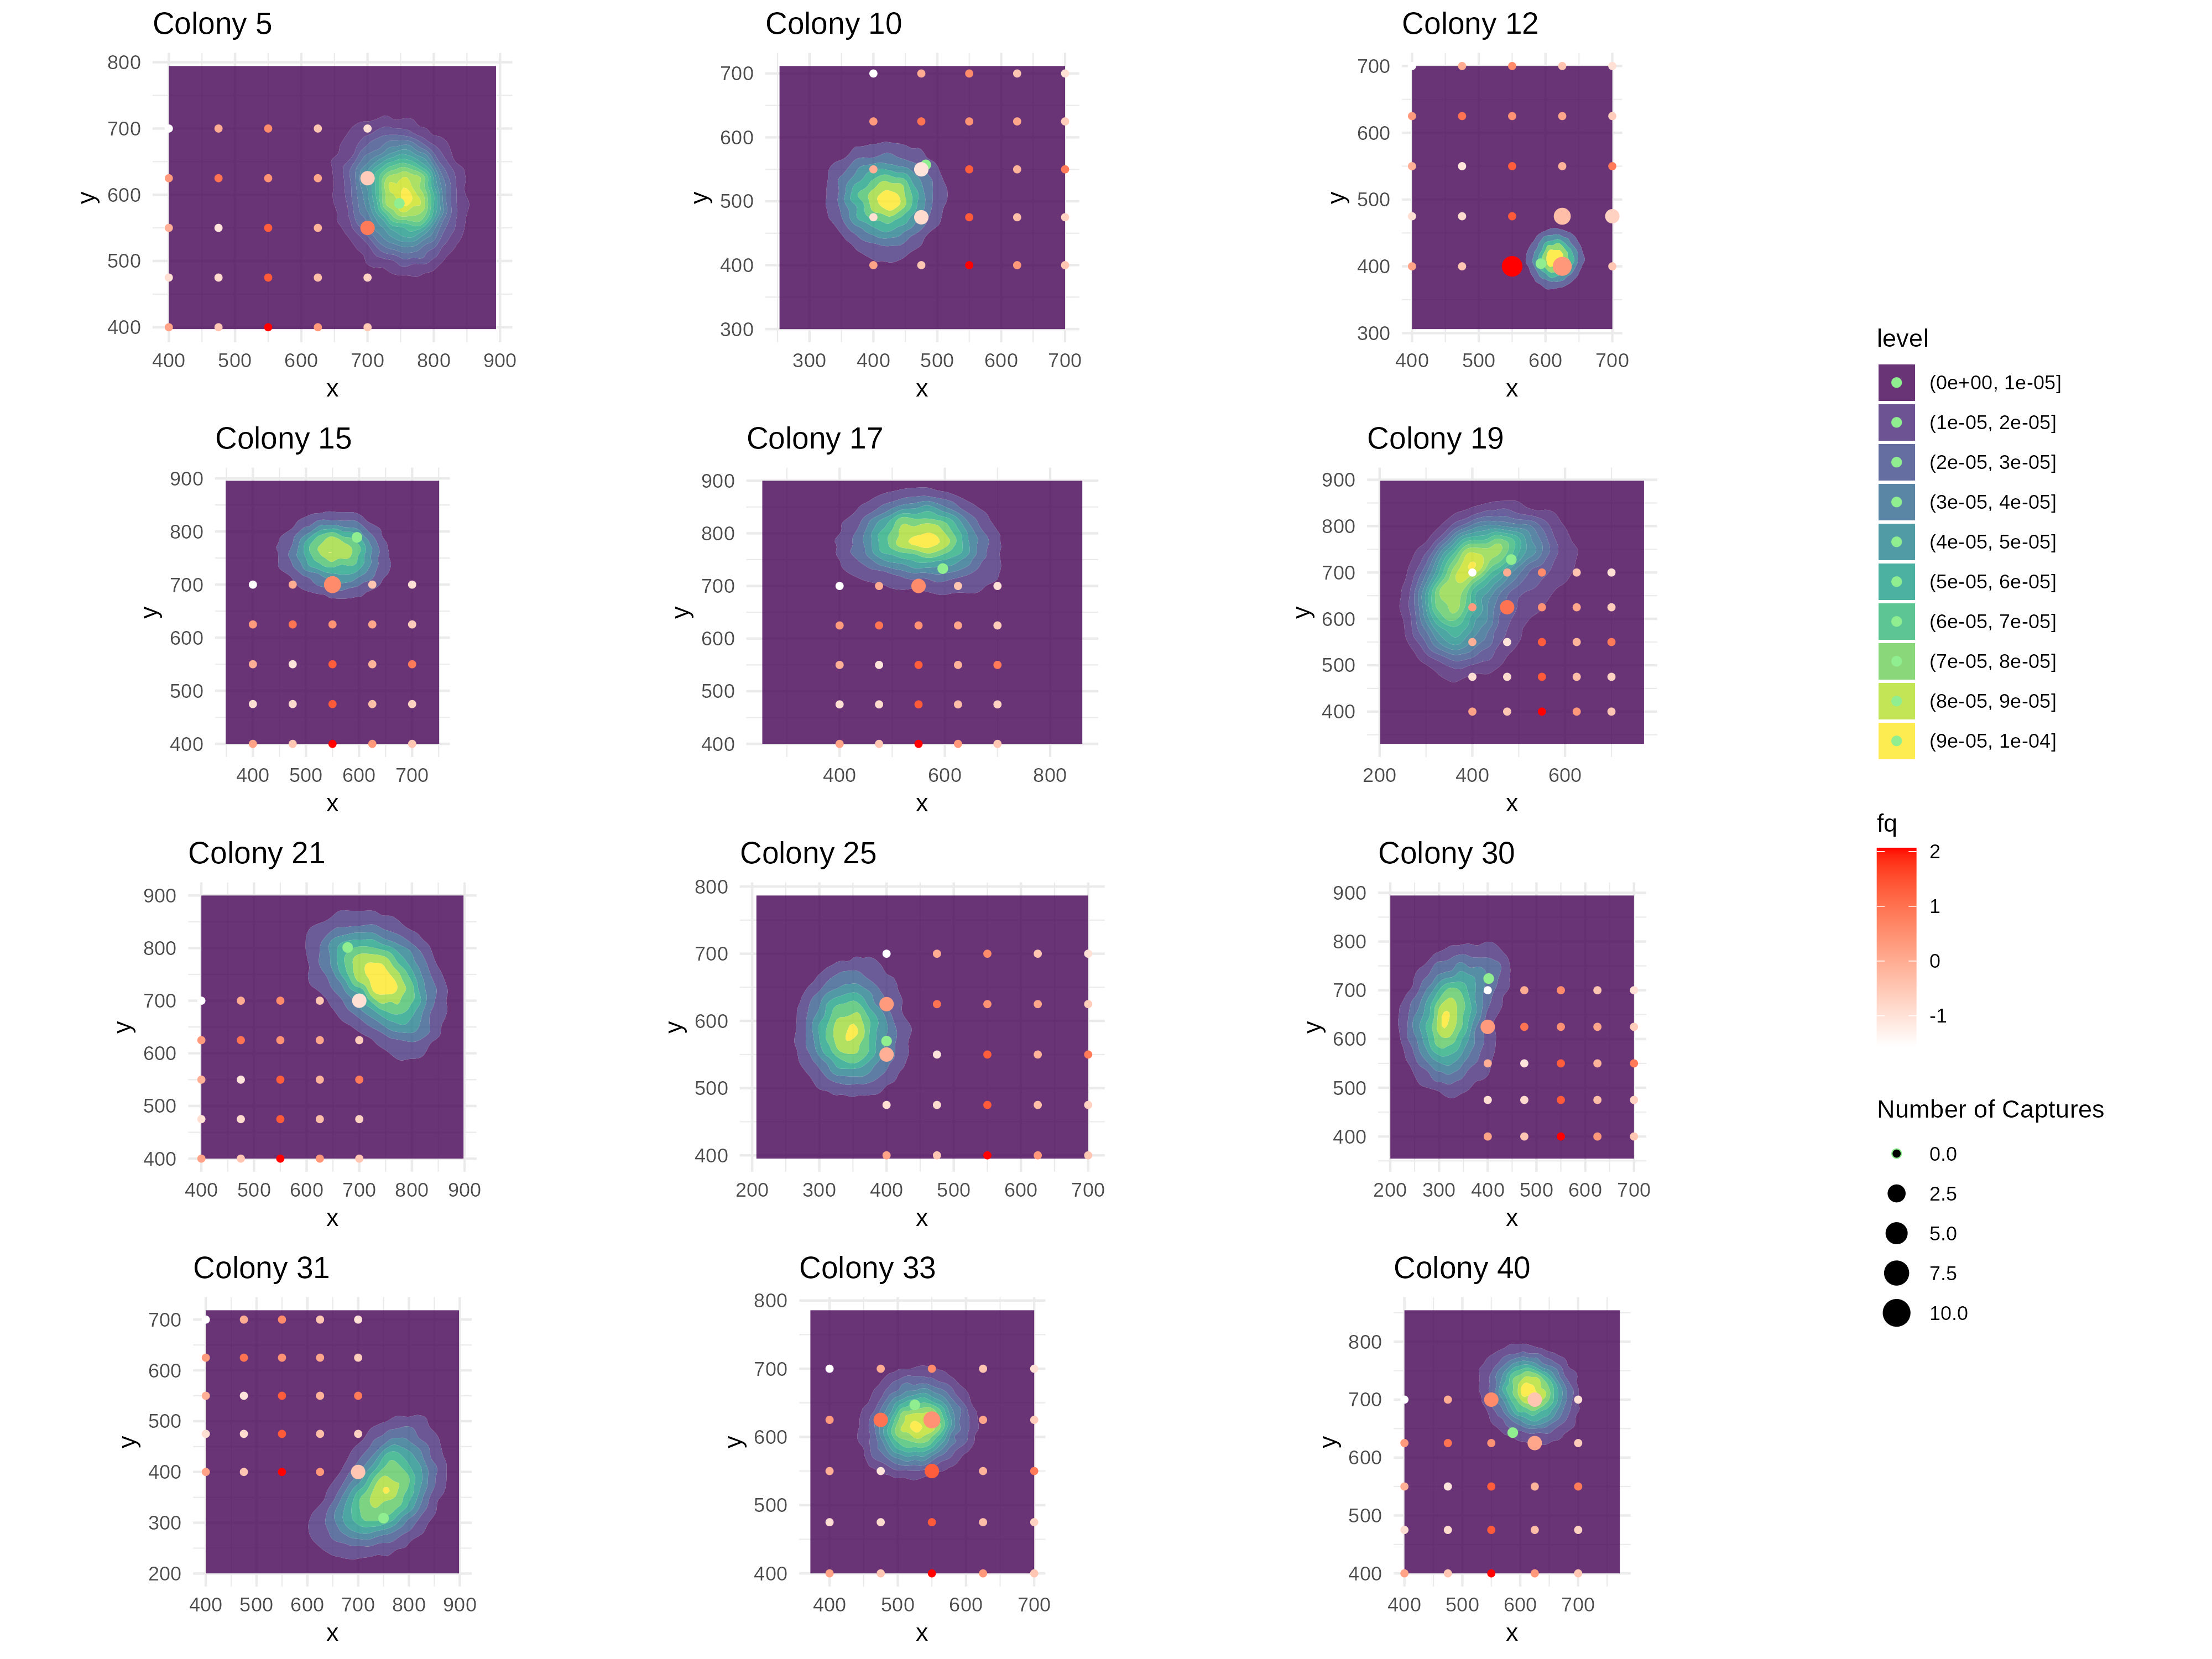 Colony 5
800
700
600
500
400
y
400 500 600 700 800 900
x
Colony 10
700
600
500
400
300
y
300 400 500 600 700
x
Colony 12
700
600
500
400
300
y
400 500 600 700
x
Colony 15
900
800
700
600
500
400
y
400 500 600 700
x
Colony 17
900
800
700
600
500
400
y
400 600 800
x
Colony 19
900
800
700
600
500
400
y
200 400 600
x
Colony 21
900
800
700
600
500
400
y
400 500 600 700 800 900
x
Colony 25
800
700
600
500
400
y
200 300 400 500 600 700
x
Colony 30
900
800
700
600
500
400
y
200 300 400 500 600 700
x
Colony 31
700
600
500
400
300
200
y
400 500 600 700 800 900
x
Colony 33
800
700
600
500
400
y
400 500 600 700
x
Colony 40
800
700
600
500
400
y
400 500 600 700
x
level
(0e+00, 1e-05]
(1e-05, 2e-05]
(2e-05, 3e-05]
(3e-05, 4e-05]
(4e-05, 5e-05]
(5e-05, 6e-05]
(6e-05, 7e-05]
(7e-05, 8e-05]
(8e-05, 9e-05]
(9e-05, 1e-04]
fq
2
1
0
-1
Number of Captures
0.0
2.5
5.0
7.5
10.0